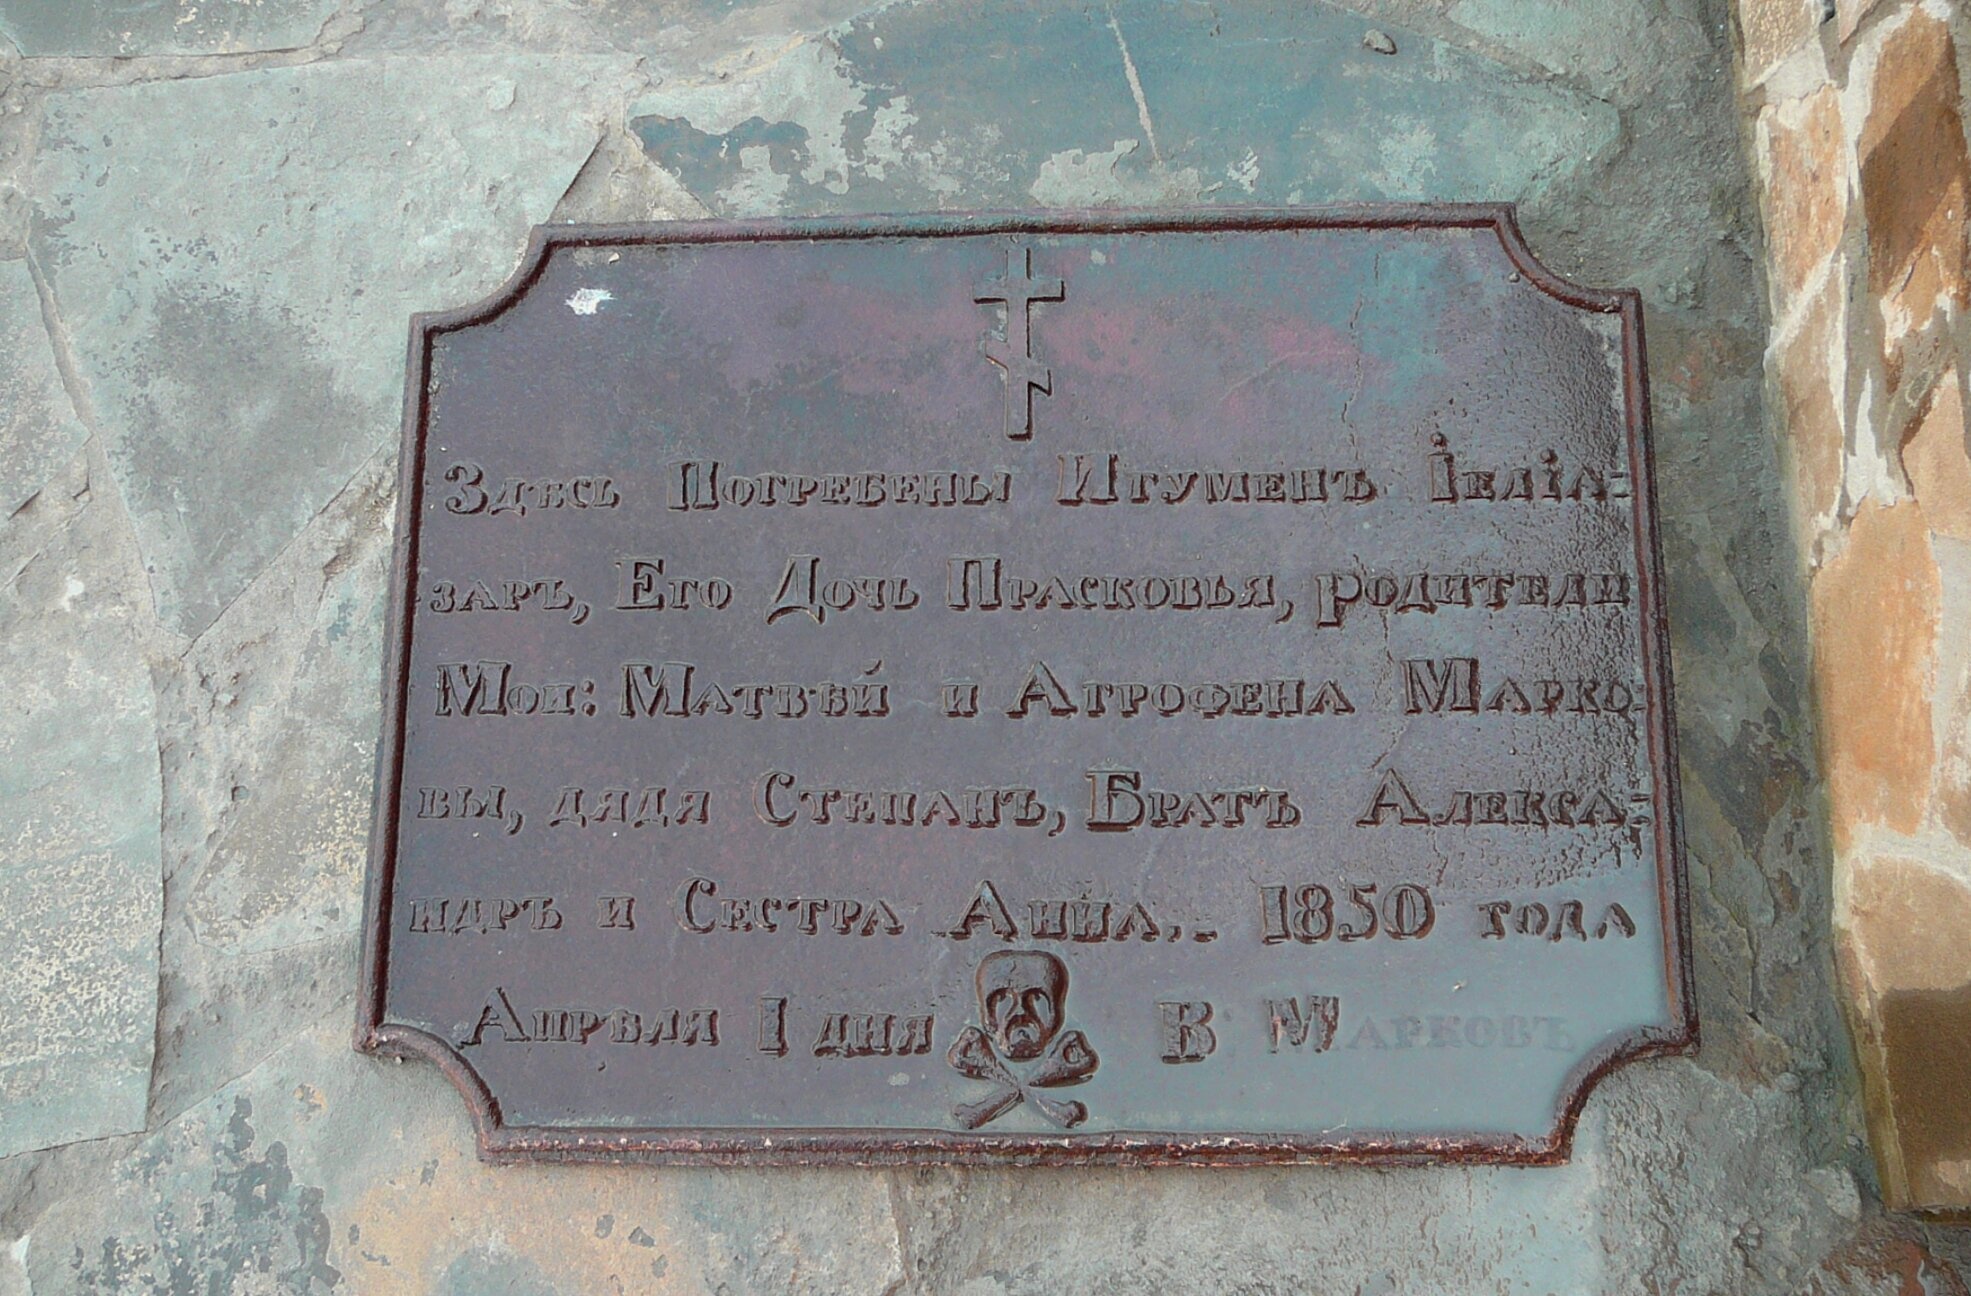 Здѣсь Погребены Игуменъ Іеліа=
заръ, Его Дочь Прасковья, родители
Мои: Матвѣй и Агрофена Марко=
вы, дядя Степанъ, Братъ Алекса=
ндръ и Сестра Анна,. 1850 года
Апрѣля 1 дня В: Марковъ